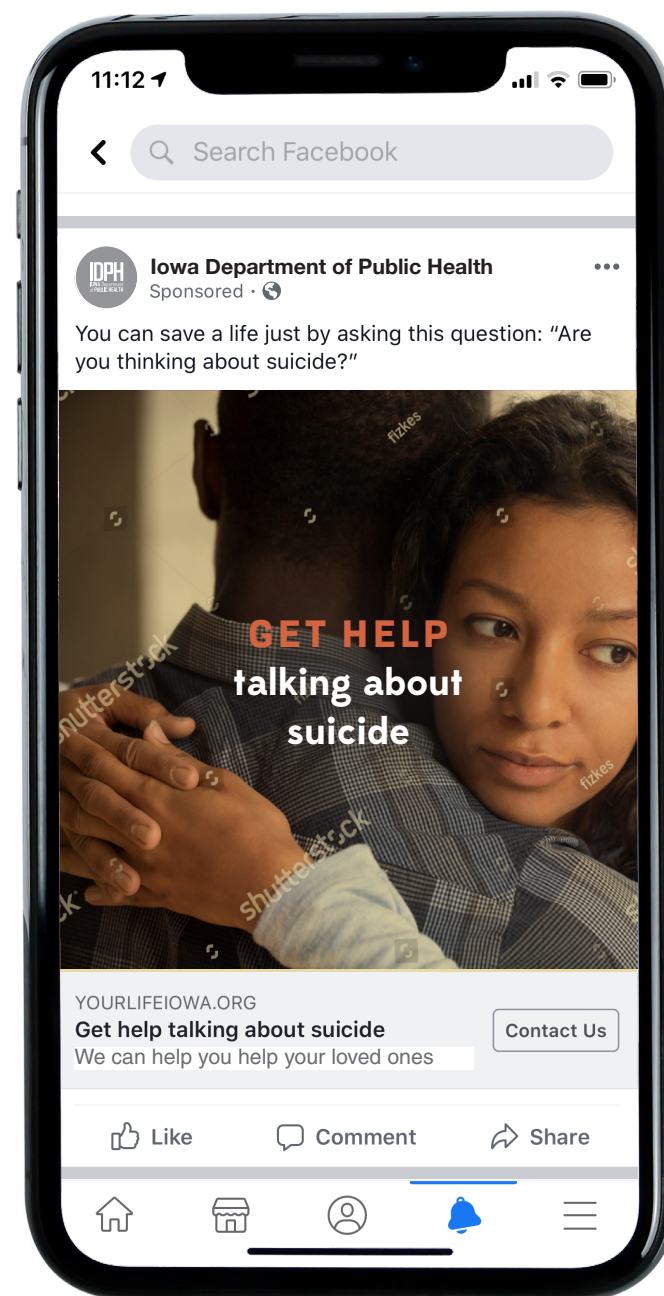 11:12
Search Facebook
IDPH
Iowa Department of Public Health
Sponsored ·
You can save a life just by asking this question: “Are
you thinking about suicide?”
fizkes
GET HELP
talking about
suicide
shutterstock
fizkes
shutterstock
YOURLIFEIOWA.ORG
Get help talking about suicide
We can help you help your loved ones
Contact Us
Like
Comment
Share